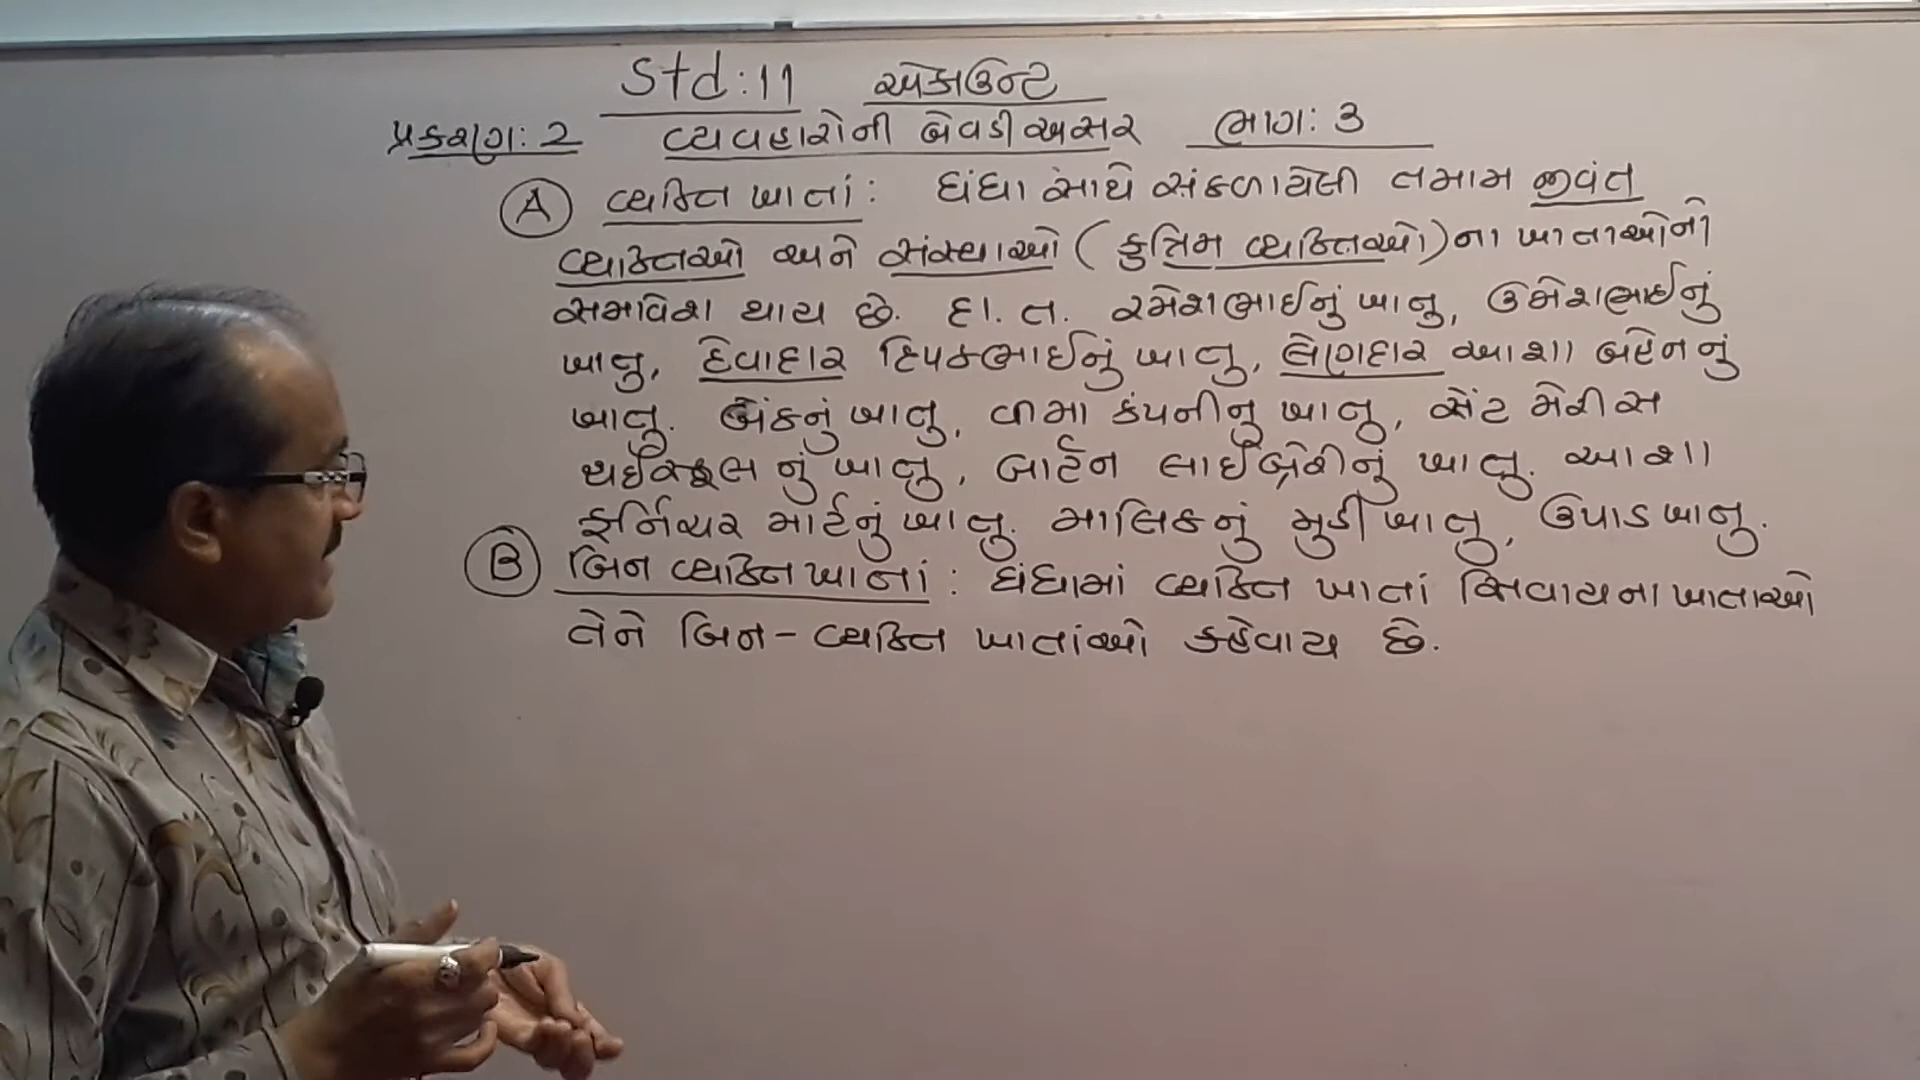 Std:11 એકાઉન્ટ
પ્રકરણ: 2 વ્યવહારોની બેવડી અસર ભાગ: 3
(A) વ્યક્તિ ખાતાં: ધંધા સાથે સંકળાયેલી તમામ જીવંત
વ્યક્તિઓ અને સંસ્થાઓ (કુત્રિમ વ્યક્તિઓ) ના ખાતાઓનો
સમાવેશ થાય છે. દા. ત. રમેશભાઈનું ખાતુ, ઉમેશભાઈનું
ખાતુ, દેવાદાર દિપકભાઈનું ખાતુ, લેણદાર આશા બહેનનું
ખાતુ. બેંકનું ખાતુ, વીમા કંપનીનુ ખાતુ, સેંટ મેરીસ
હાઈસ્કૂલ નું ખાતુ, બાર્ટન લાઈબ્રેરીનું ખાતુ. આશા
ફર્નિચર માર્ટનું ખાતુ. માલિકનું મુડી ખાતુ, ઉપાડ ખાતુ.
(B) બિન વ્યક્તિ ખાતાં: ધંધામાં વ્યક્તિ ખાતાં સિવાયના ખાતાઓ
તેને બિન - વ્યક્તિ ખાતાંઓ કહેવાય છે.